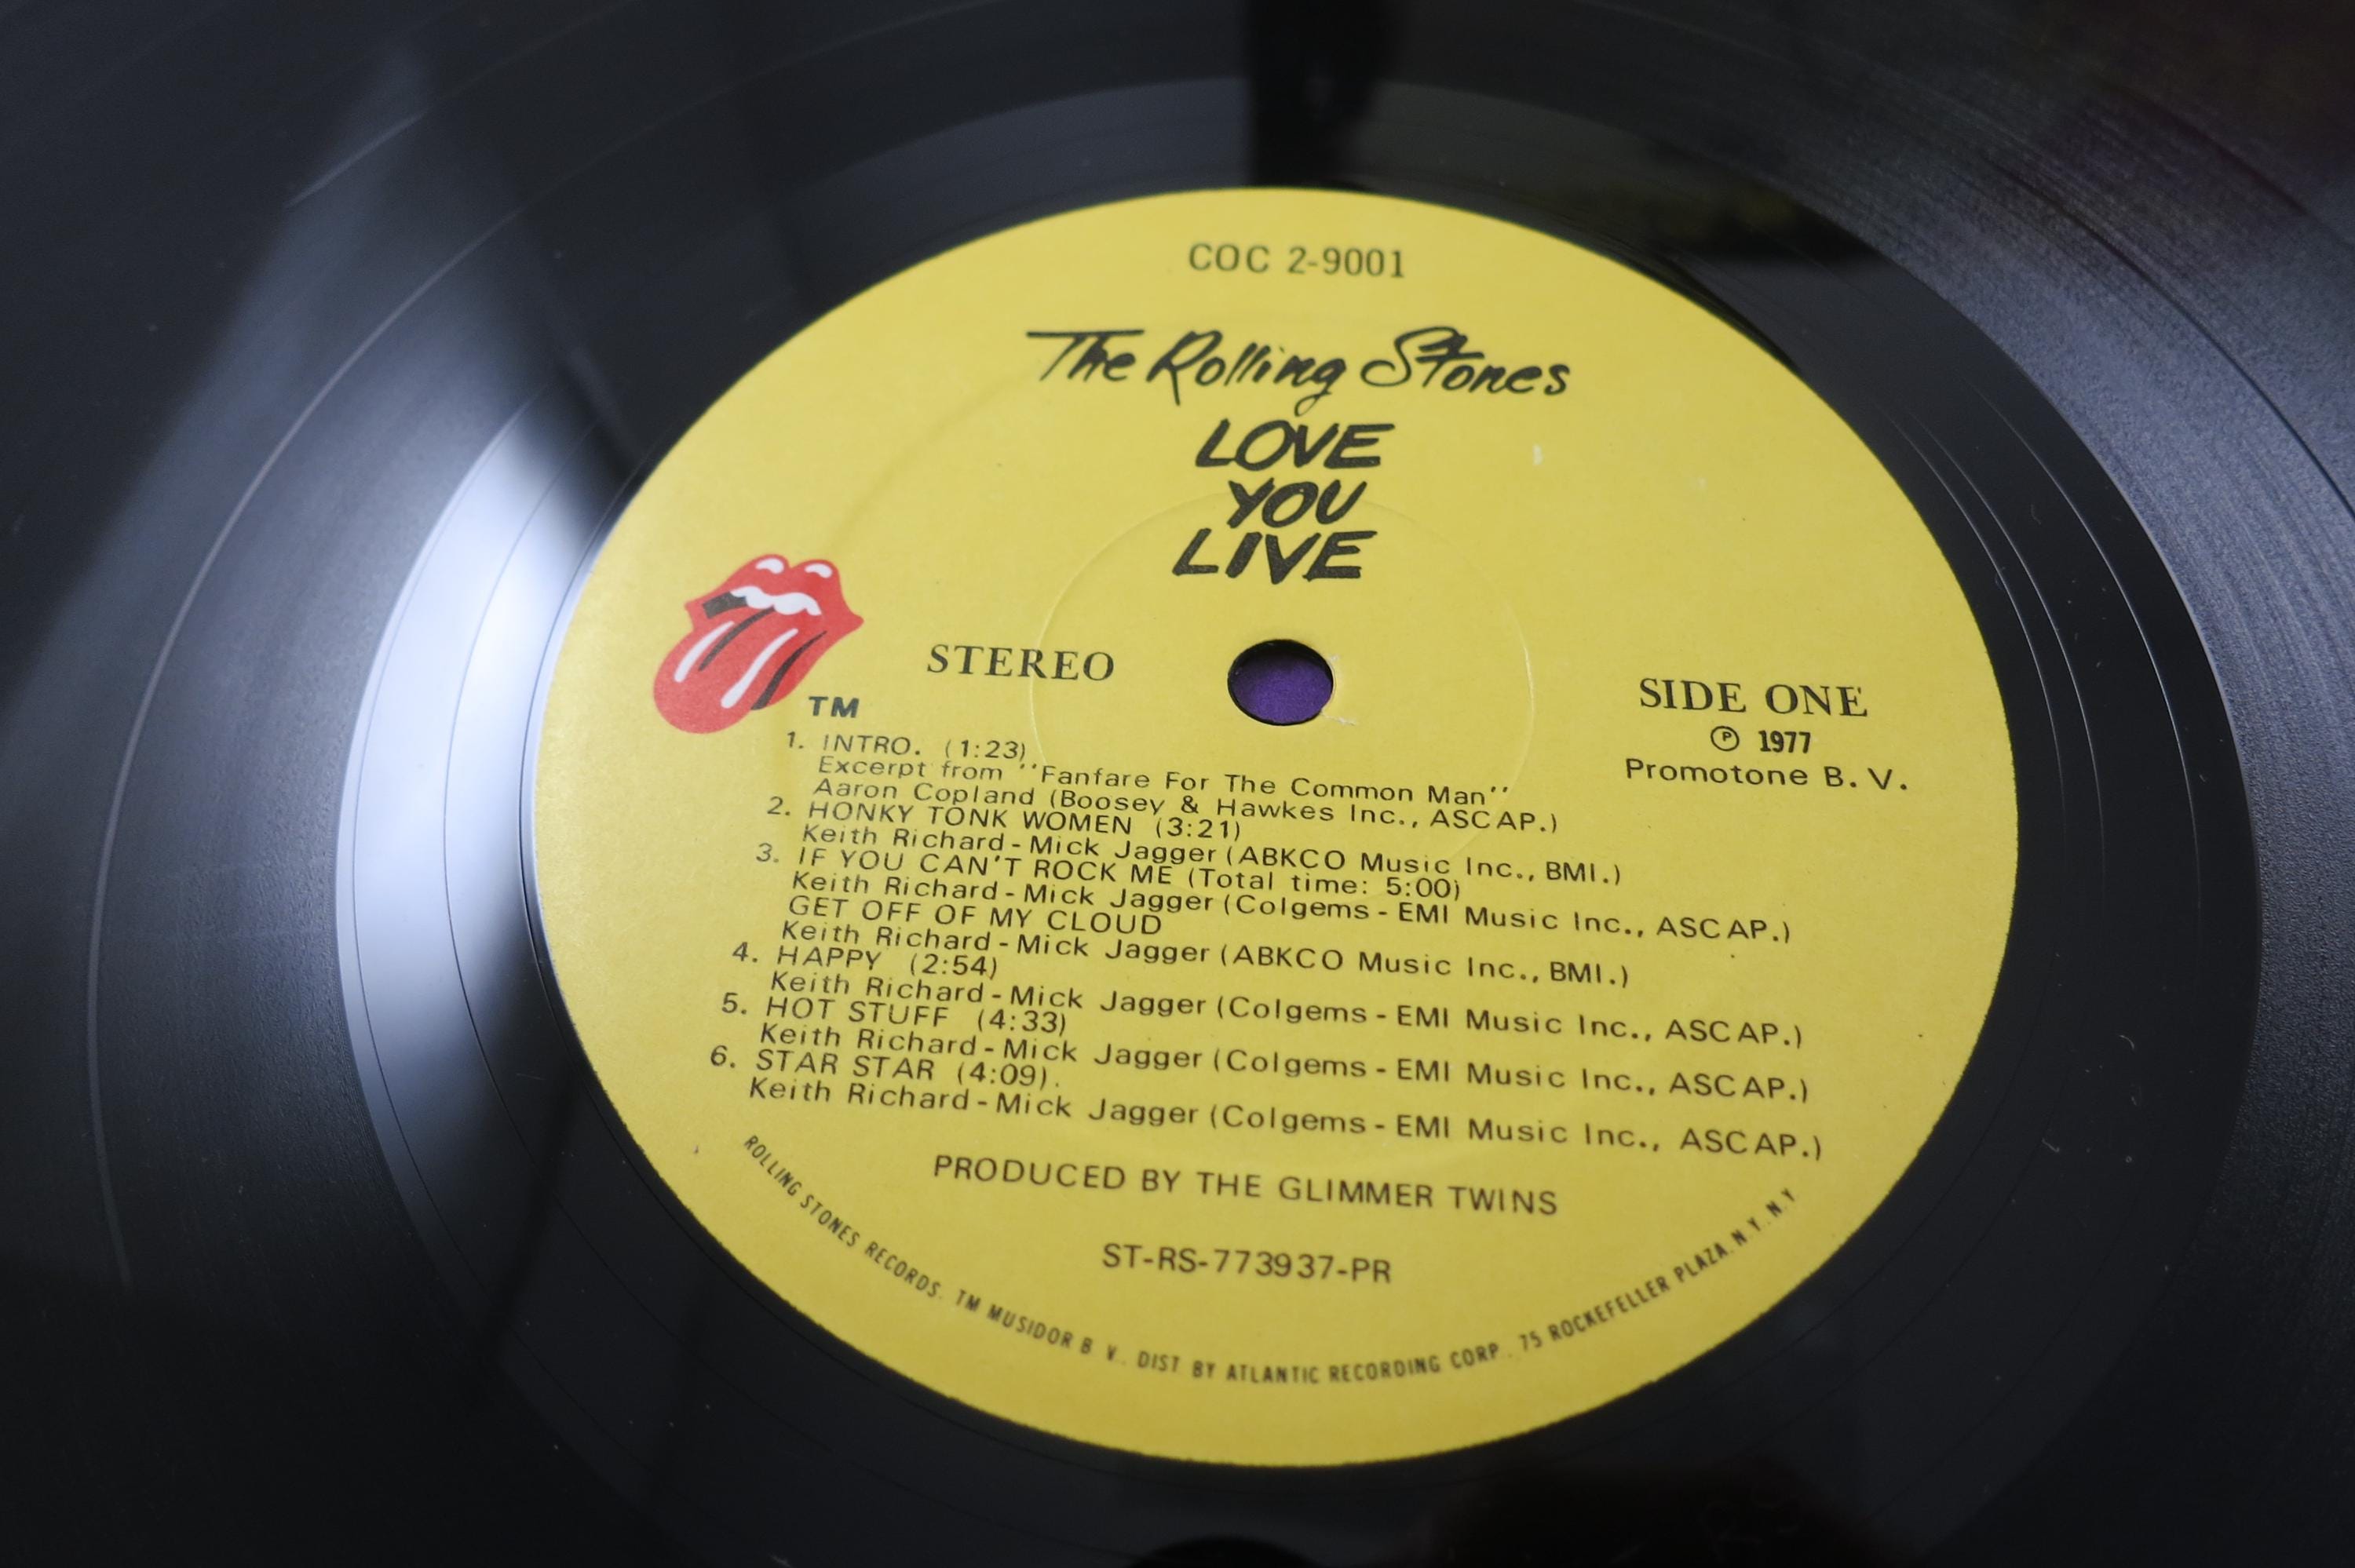 COC 2-9001
The Rolling Stones
LOVE
YOU
LIVE
STEREO
TM
SIDE ONE
Ⓟ 1977
Promotone B. V.
1. INTRO. (1:23)
Excerpt from ''Fanfare For The Common Man''
Aaron Copland (Boosey & Hawkes Inc., ASCAP.)
2. HONKY TONK WOMEN (3:21)
Keith Richard - Mick Jagger (ABKCO Music Inc., BMI.)
3. IF YOU CAN'T ROCK ME (Total time: 5:00)
Keith Richard - Mick Jagger (Colgems - EMI Music Inc., ASCAP.)
GET OFF OF MY CLOUD
Keith Richard - Mick Jagger (ABKCO Music Inc., BMI.)
4. HAPPY (2:54)
Keith Richard - Mick Jagger (Colgems - EMI Music Inc., ASCAP.)
5. HOT STUFF (4:33)
Keith Richard - Mick Jagger (Colgems - EMI Music Inc., ASCAP.)
6. STAR STAR (4:09).
Keith Richard - Mick Jagger (Colgems - EMI Music Inc., ASCAP.)
PRODUCED BY THE GLIMMER TWINS
ST-RS-773937-PR
ROLLING STONES RECORDS. TM MUSIDOR B. V. DIST BY ATLANTIC RECORDING CORP. 75 ROCKEFELLER PLAZA. N.Y. N.Y